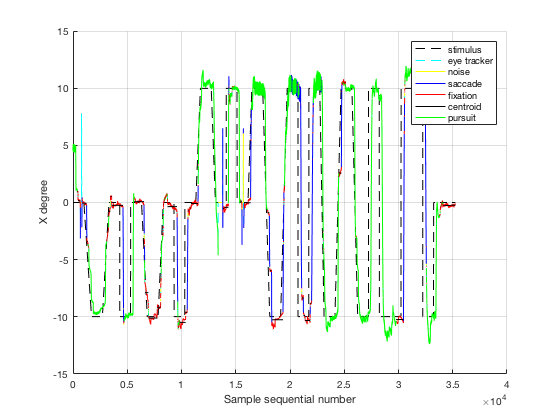 15
10
5
0
-5
-10
-15
X degree
0
0.5
1
1.5
2
2.5
3
3.5
4
×10⁴
Sample sequential number
stimulus
eye tracker
noise
saccade
fixation
centroid
pursuit